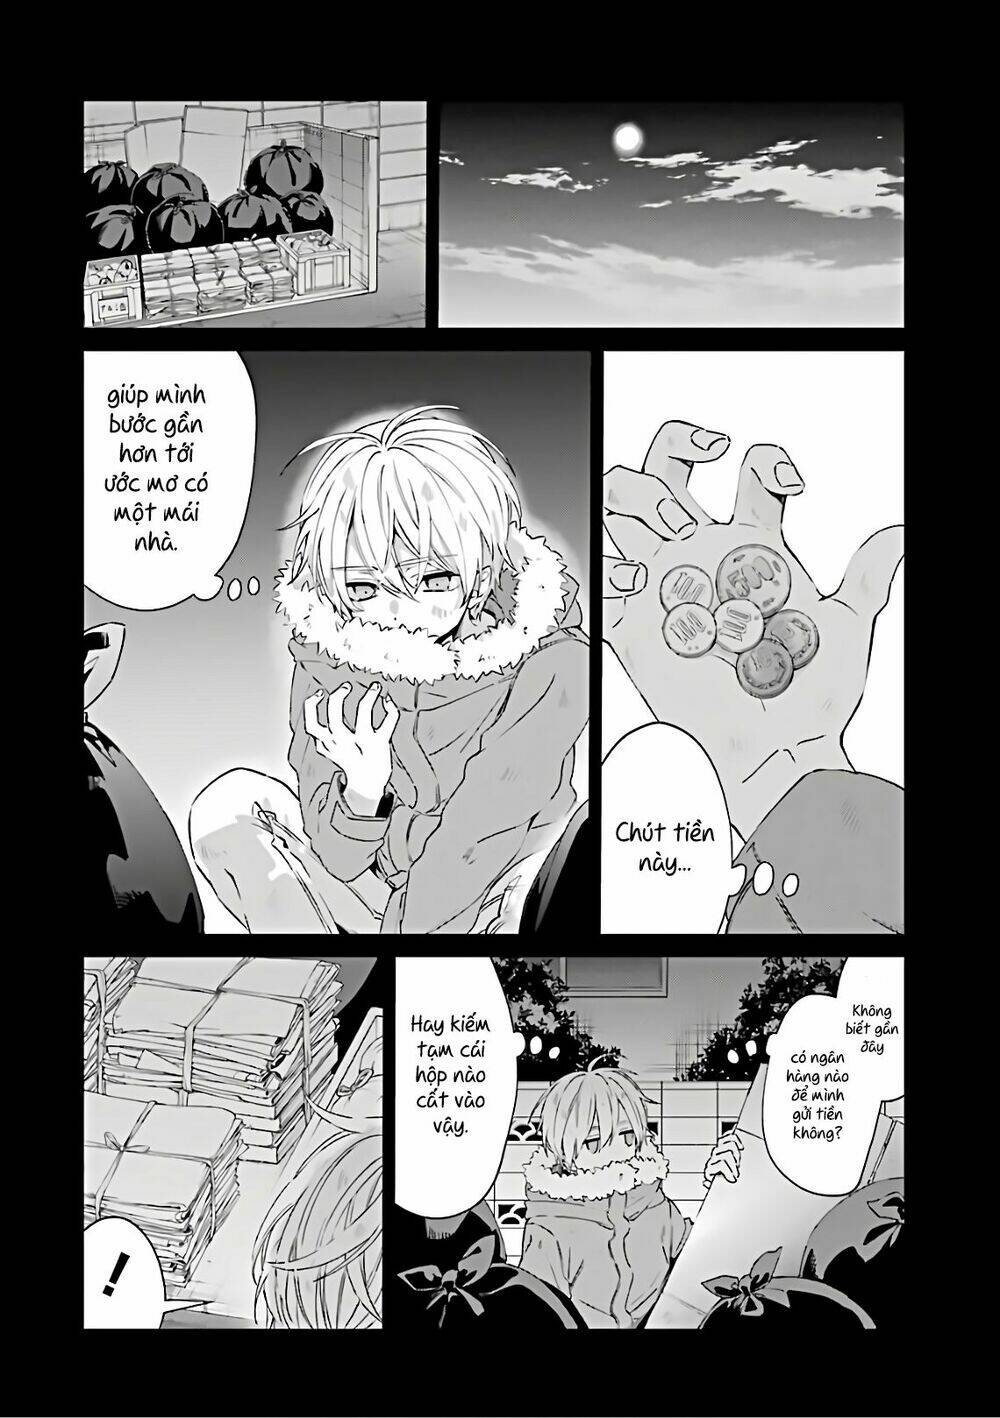 Chút tiền
này...
giúp mình
bước gần
hơn tới
ước mơ có
một mái
nhà.
Không
biết gần
đây
có ngân
hàng nào
để mình
gửi tiền
không?
Hay kiếm
tạm cái
hộp nào
cất vào
vậy.
!
500
100
100
100